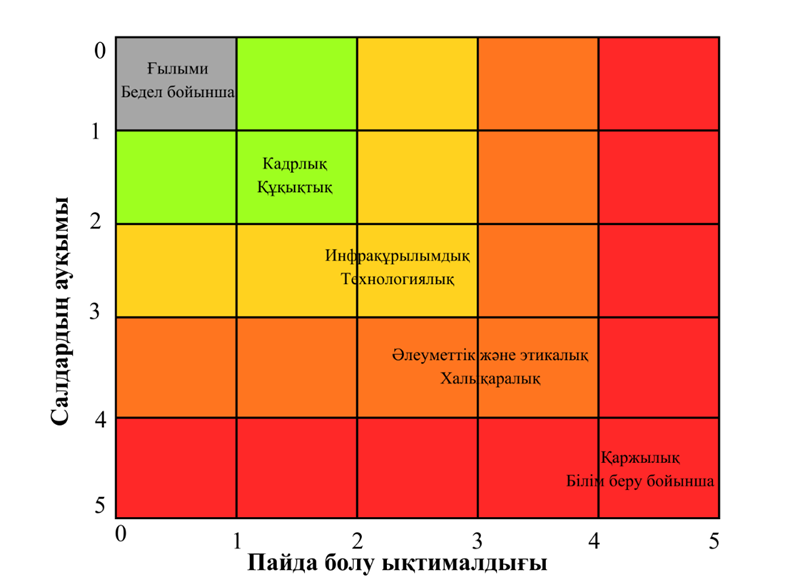 0
Ғылыми
Бедел бойынша
1
Кадрлық
Құқықтық
2
Инфрақұрылымдық
Технологиялық
3
Әлеуметтік және этикалық
Халықаралық
4
Қаржылық
Білім беру бойынша
5
Салдардың ауқымы
0 1 2 3 4 5
Пайда болу ықтималдығы